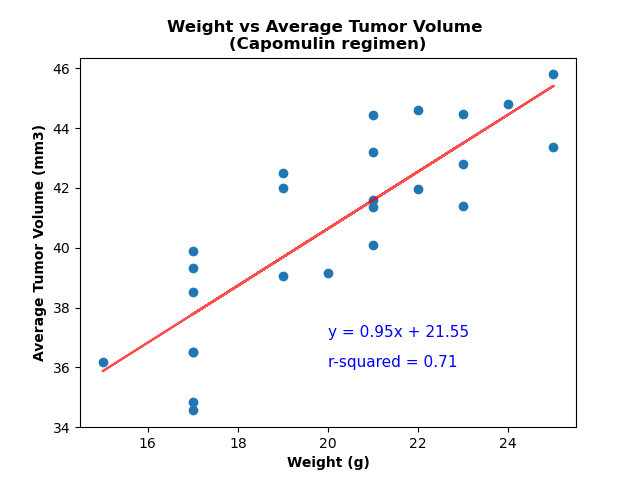 Weight vs Average Tumor Volume
(Capomulin regimen)
46
44
42
40
38
36
34
Average Tumor Volume (mm3)
y = 0.95x + 21.55
r-squared = 0.71
16 18 20 22 24
Weight (g)